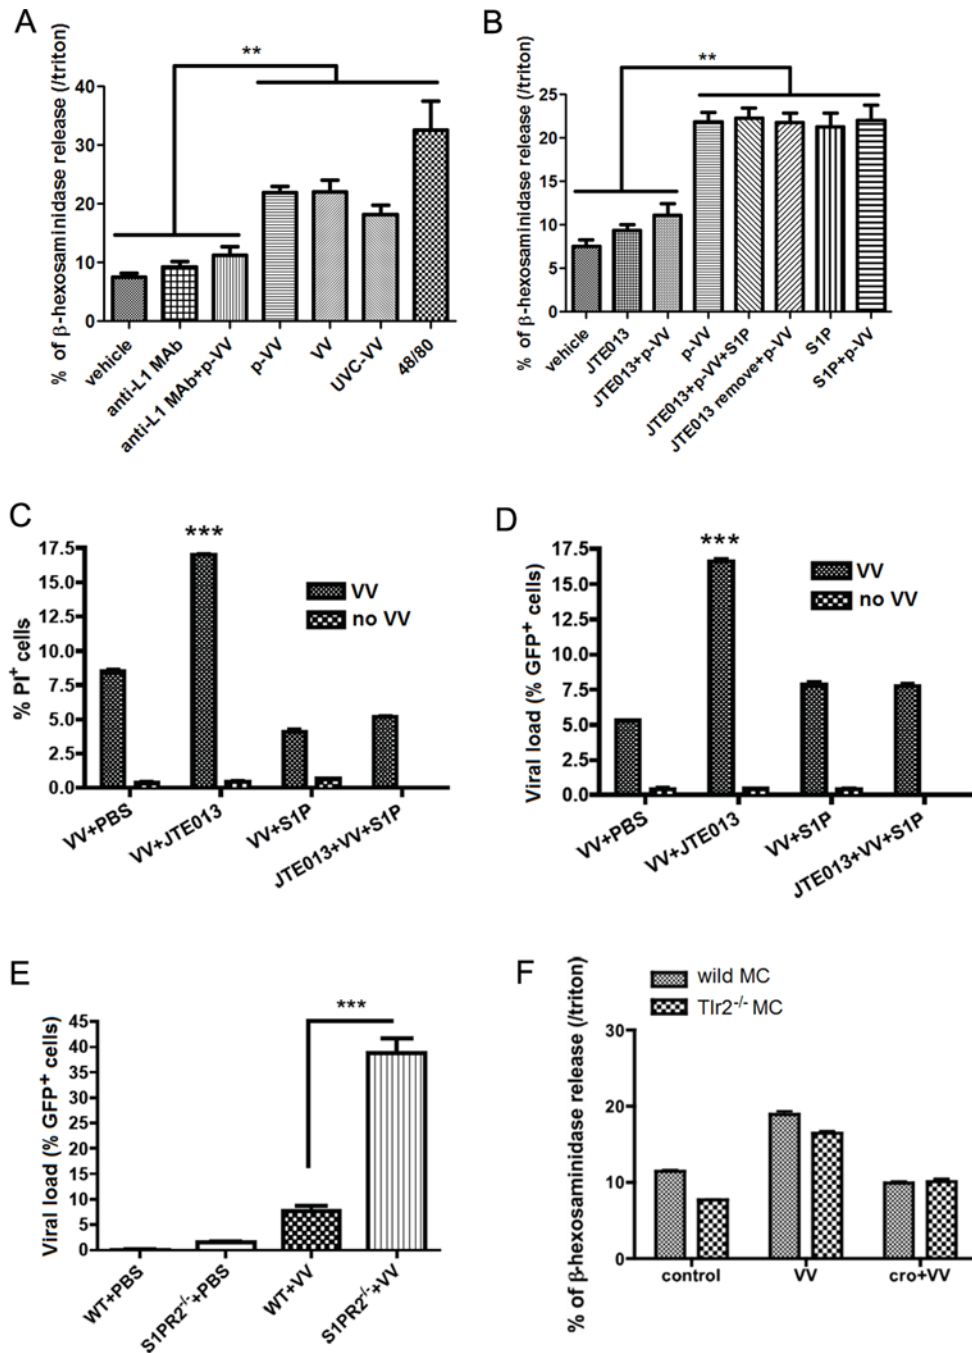 A
% of β-hexosaminidase release (/triton)
**
40
30
20
10
0
vehicle
anti-L1 MAb
anti-L1 MAb+p-VV
p-VV
VV
UVC-VV
48/80
B
% of β-hexosaminidase release (/triton)
**
25
20
15
10
5
0
vehicle
JTE013
JTE013+p-VV
p-VV
JTE013+p-VV+S1P
JTE013 remove+p-VV
S1P
S1P+p-VV
C
% PI+ cells
***
17.5
15.0
12.5
10.0
7.5
5.0
2.5
0.0
VV
no VV
VV+PBS
VV+JTE013
VV+S1P
JTE013+VV+S1P
D
Viral load (% GFP+ cells)
***
17.5
15.0
12.5
10.0
7.5
5.0
2.5
0.0
VV
no VV
VV+PBS
VV+JTE013
VV+S1P
JTE013+VV+S1P
E
Viral load (% GFP+ cells)
***
45
40
35
30
25
20
15
10
5
0
WT+PBS
S1PR2-/-+PBS
WT+VV
S1PR2-/-+VV
F
wild MC
Tlr2-/- MC
% of β-hexosaminidase release (/triton)
30
20
10
0
control
VV
cro+VV